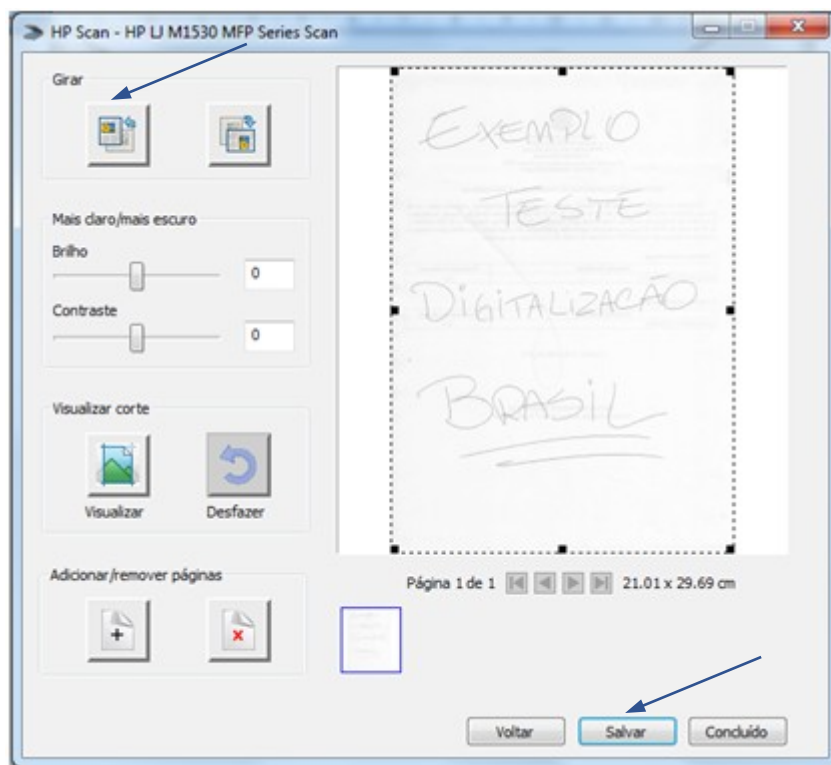 HP Scan - HP LJ M1530 MFP Series Scan
Girar
Mais claro/mais escuro
Brilho
0
Contraste
0
Visualizar corte
Visualizar
Desfazer
Adicionar/remover páginas
EXEMPLO
TESTE
DiGiTALIZAÇÃO
BRASiL
Página 1 de 1
21.01 x 29.69 cm
Voltar
Salvar
Concluído